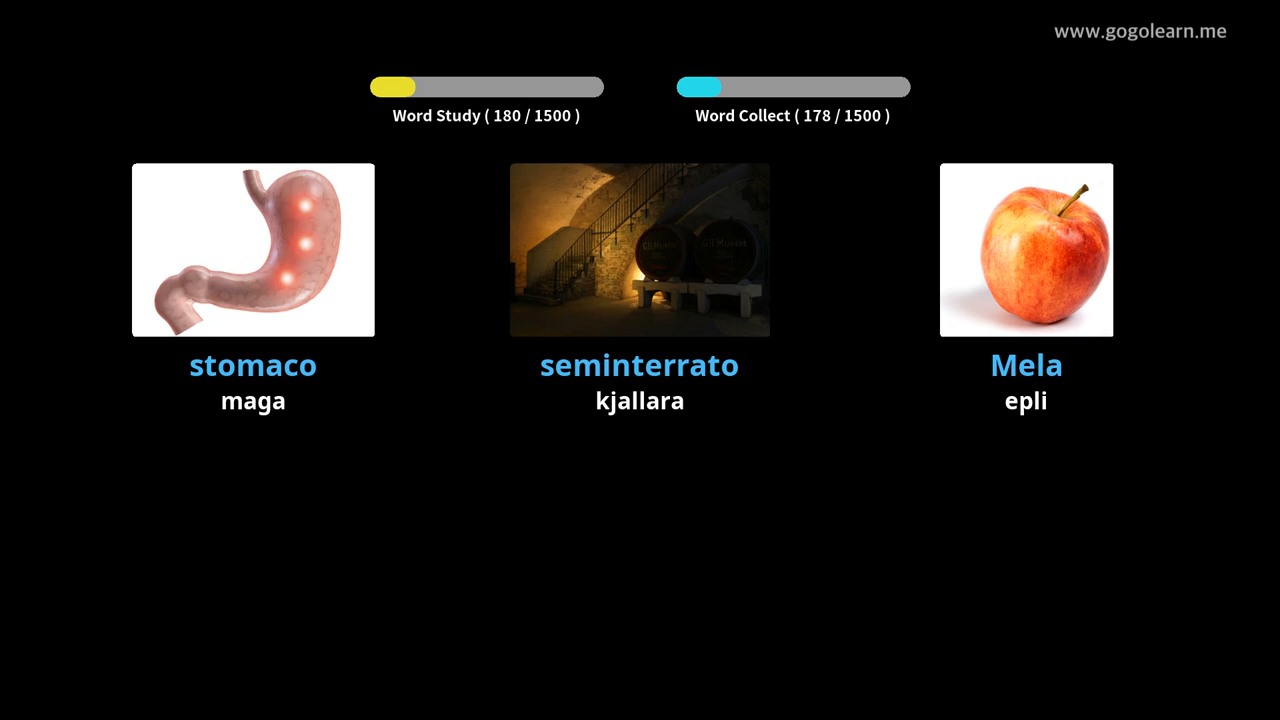 www.gogolearn.me
Word Study ( 180 / 1500 )
Word Collect ( 178 / 1500 )
stomaco
seminterrato
Mela
maga
kjallara
epli